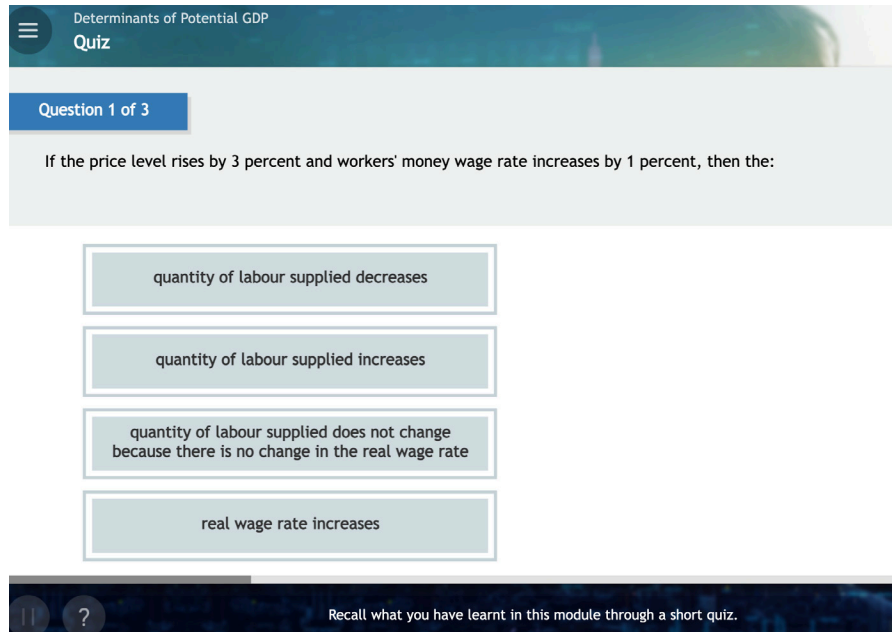 Determinants of Potential GDP
Quiz
Question 1 of 3
If the price level rises by 3 percent and workers' money wage rate increases by 1 percent, then the:
quantity of labour supplied decreases
quantity of labour supplied increases
quantity of labour supplied does not change
because there is no change in the real wage rate
real wage rate increases
?
Recall what you have learnt in this module through a short quiz.